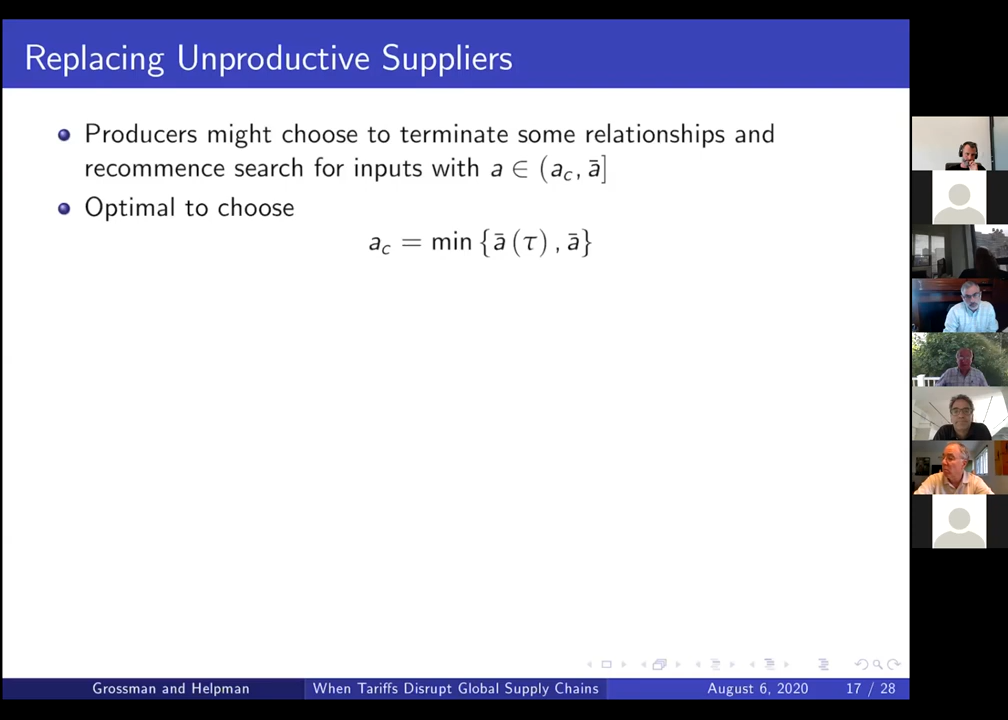 Replacing Unproductive Suppliers
Producers might choose to terminate some relationships and
recommence search for inputs with a ∈ (a_c, ā]
Optimal to choose
a_c = min {ā (τ) , ā}
Grossman and Helpman
When Tariffs Disrupt Global Supply Chains
August 6, 2020
17 / 28